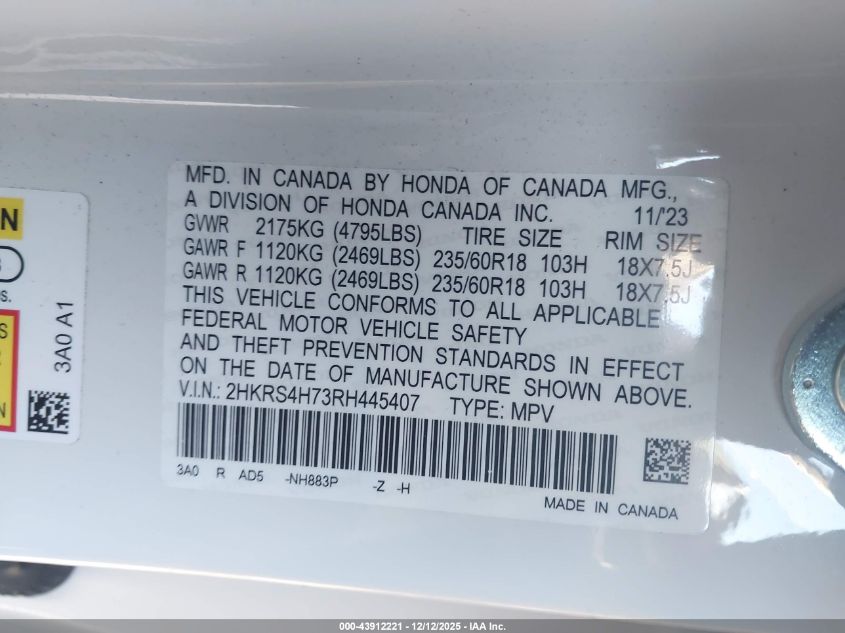 MFD. IN CANADA BY HONDA OF CANADA MFG.,
A DIVISION OF HONDA CANADA INC. 11/'23
GVWR 2175KG (4795LBS) TIRE SIZE RIM SIZE
GAWR F 1120KG (2469LBS) 235/60R18 103H 18X7.5J
GAWR R 1120KG (2469LBS) 235/60R18 103H 18X7.5J
THIS VEHICLE CONFORMS TO ALL APPLICABLE
FEDERAL MOTOR VEHICLE SAFETY
AND THEFT PREVENTION STANDARDS IN EFFECT
ON THE DATE OF MANUFACTURE SHOWN ABOVE.
V.I.N.: 2HKRS4H73RH445407 TYPE: MPV
3A0 R AD5 -NH883P -Z -H
MADE IN CANADA
N
3A0 A1
S
N
000-43912221 - 12/12/2025 - IAA Inc.